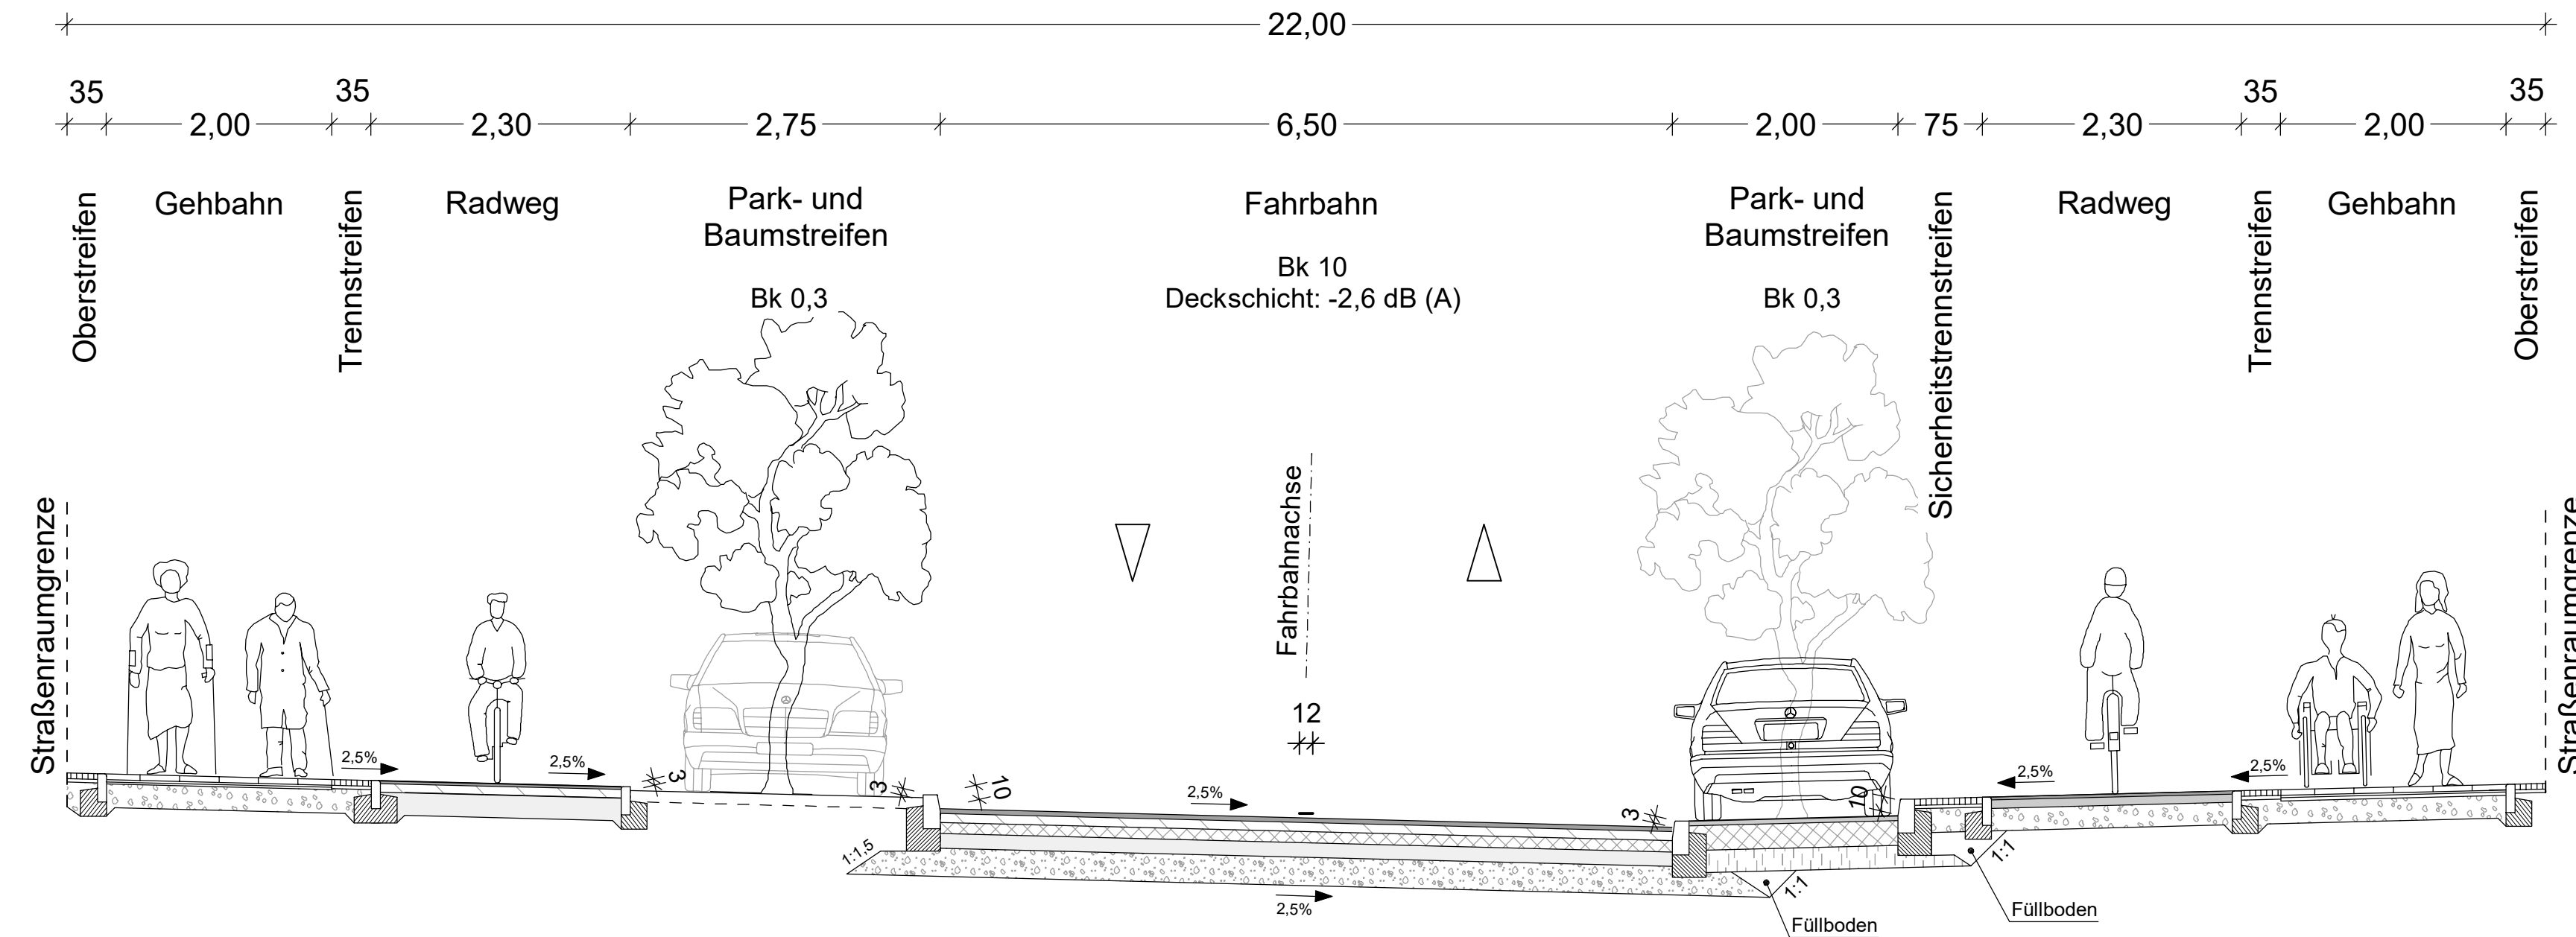 22,00
35 35 35 35
2,00 2,30 2,75 6,50 2,00 75 2,30 2,00
Oberstreifen
Gehbahn
Trennstreifen
Radweg
Park- und
Baumstreifen
Bk 0,3
Fahrbahn
Bk 10
Deckschicht: -2,6 dB (A)
Park- und
Baumstreifen
Bk 0,3
Sicherheitstrennstreifen
Radweg
Trennstreifen
Gehbahn
Oberstreifen
Straßenraumgrenze
Fahrbahnachse
Straßenraumgrenze
12
2,5%
2,5%
3
3
10
2,5%
3
10
2,5%
2,5%
1:1,5
2,5%
1:1
1:1
Füllboden
Füllboden